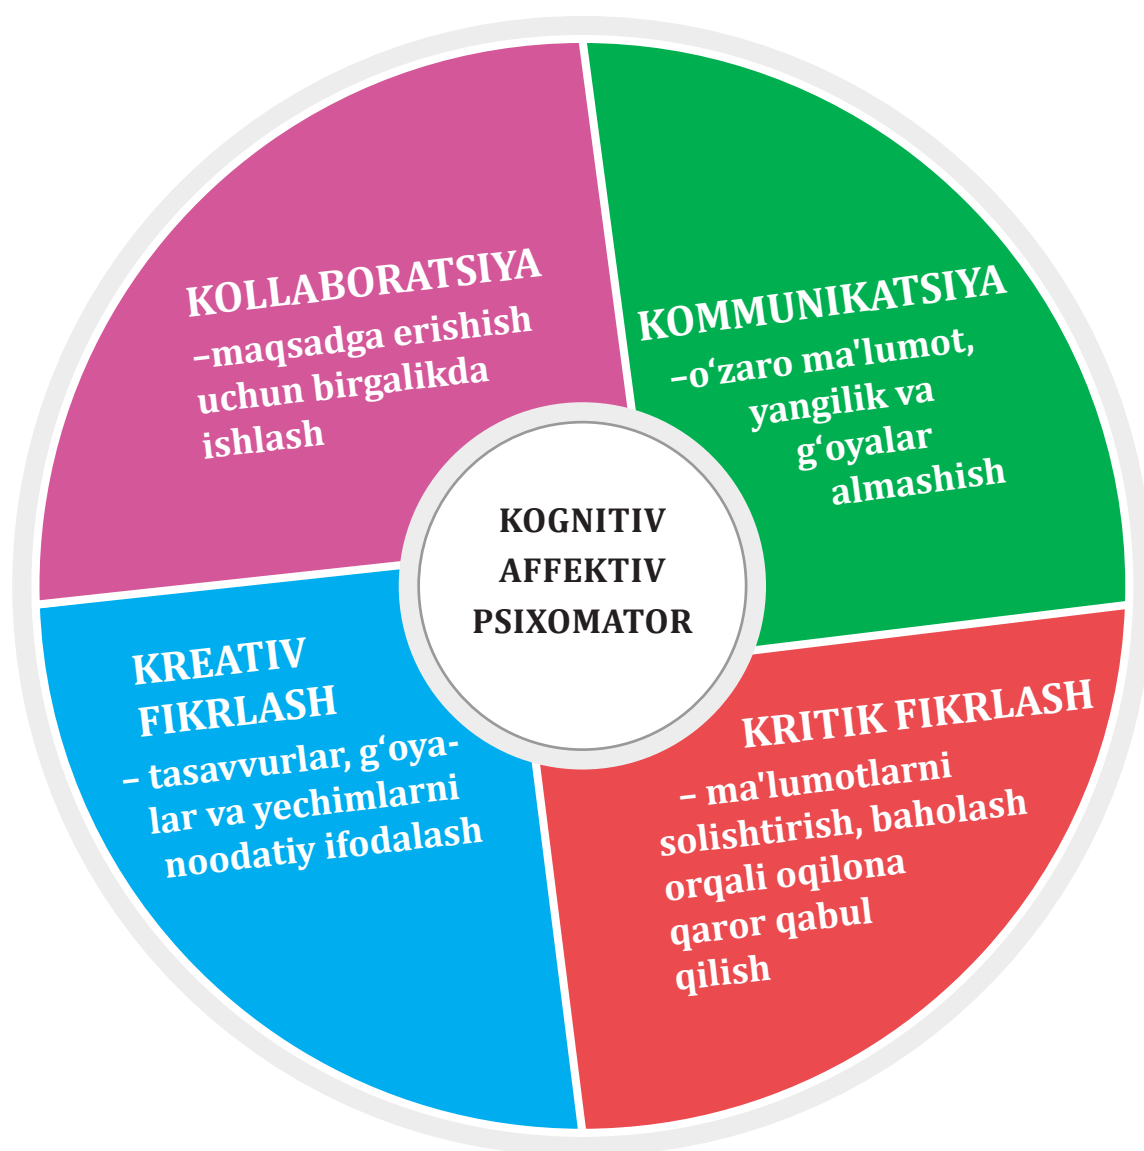 KOLLABORATSIYA
–maqsadga erishish
uchun birgalikda
ishlash
KOMMUNIKATSIYA
–o‘zaro ma'lumot,
yangilik va
g‘oyalar
almashish
KOGNITIV
AFFEKTIV
PSIXOMATOR
KREATIV
FIKRLASH
– tasavvurlar, g‘oya-
lar va yechimlarni
noodatiy ifodalash
KRITIK FIKRLASH
– ma'lumotlarni
solishtirish, baholash
orqali oqilona
qaror qabul
qilish